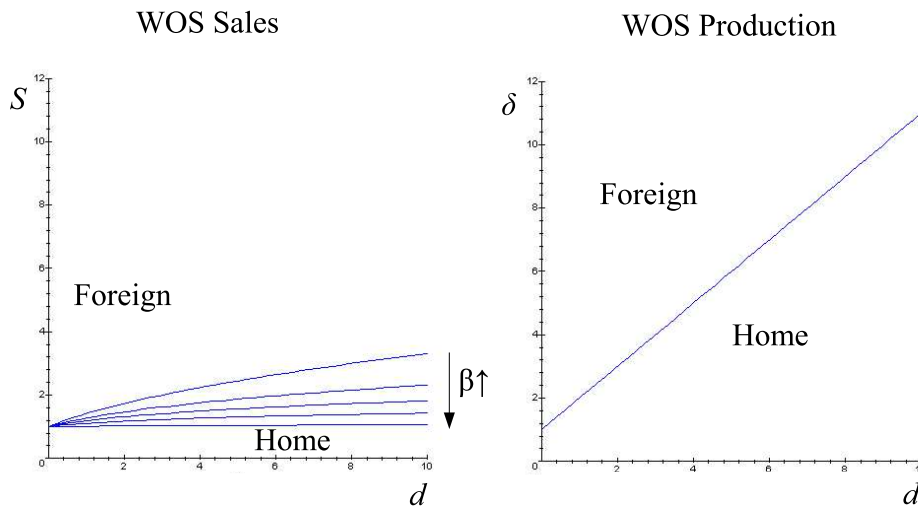 WOS Sales
WOS Production
S
12
10
8
6
4
2
0
Foreign
Home
β↑
0 2 4 6 8 10
d
δ
12
10
8
6
4
2
Foreign
Home
0 2 4 6 8
d